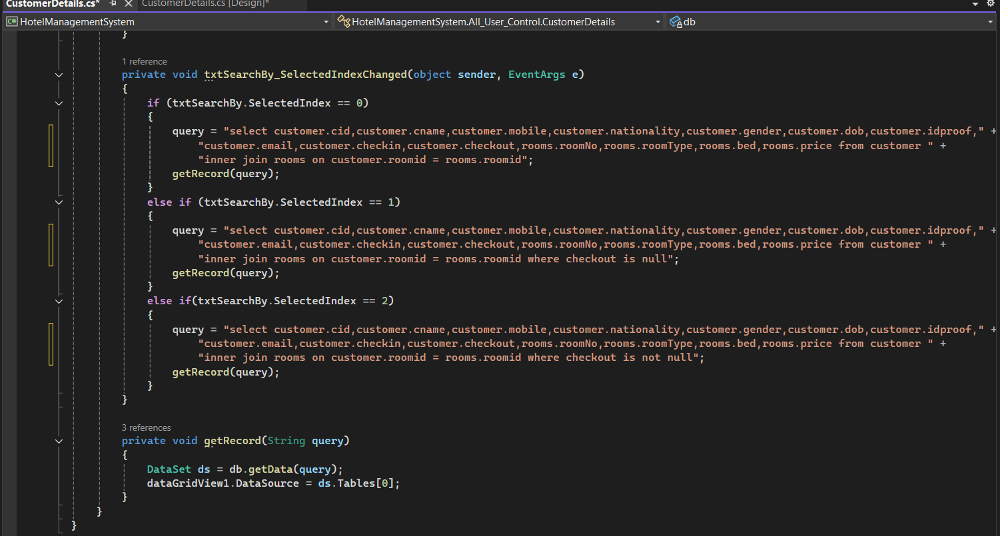 CustomerDetails.cs*
CustomerDetails.cs [Design]*
C# HotelManagementSystem
HotelManagementSystem.All_User_Control.CustomerDetails
db
}
1 reference
private void txtSearchBy_SelectedIndexChanged(object sender, EventArgs e)
{
if (txtSearchBy.SelectedIndex == 0)
{
query = "select customer.cid,customer.cname,customer.mobile,customer.nationality,customer.gender,customer.dob,customer.idproof," +
"customer.email,customer.checkin,customer.checkout,rooms.roomNo,rooms.roomType,rooms.bed,rooms.price from customer " +
"inner join rooms on customer.roomid = rooms.roomid";
getRecord(query);
}
else if (txtSearchBy.SelectedIndex == 1)
{
query = "select customer.cid,customer.cname,customer.mobile,customer.nationality,customer.gender,customer.dob,customer.idproof," +
"customer.email,customer.checkin,customer.checkout,rooms.roomNo,rooms.roomType,rooms.bed,rooms.price from customer " +
"inner join rooms on customer.roomid = rooms.roomid where checkout is null";
getRecord(query);
}
else if(txtSearchBy.SelectedIndex == 2)
{
query = "select customer.cid,customer.cname,customer.mobile,customer.nationality,customer.gender,customer.dob,customer.idproof," +
"customer.email,customer.checkin,customer.checkout,rooms.roomNo,rooms.roomType,rooms.bed,rooms.price from customer " +
"inner join rooms on customer.roomid = rooms.roomid where checkout is not null";
getRecord(query);
}
}
3 references
private void getRecord(String query)
{
DataSet ds = db.getData(query);
dataGridView1.DataSource = ds.Tables[0];
}
}
}